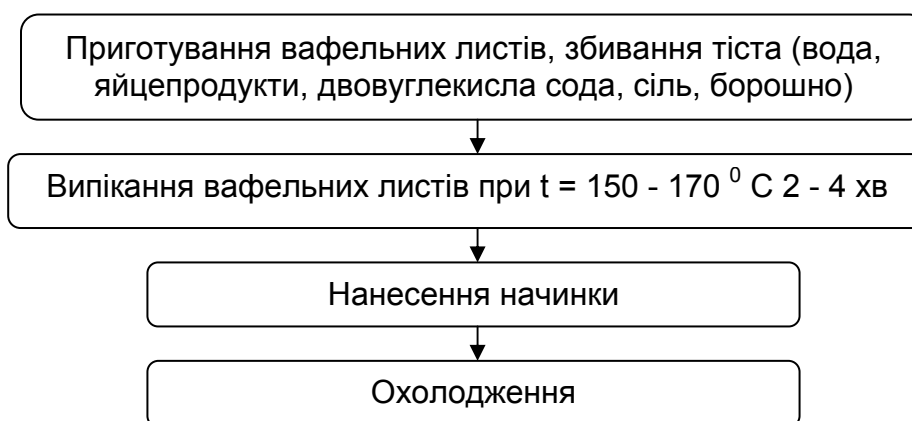 Приготування вафельних листів, збивання тіста (вода,
яйцепродукти, двовуглекисла сода, сіль, борошно)
Випікання вафельних листів при t = 150 - 170 ⁰ С 2 - 4 хв
Нанесення начинки
Охолодження